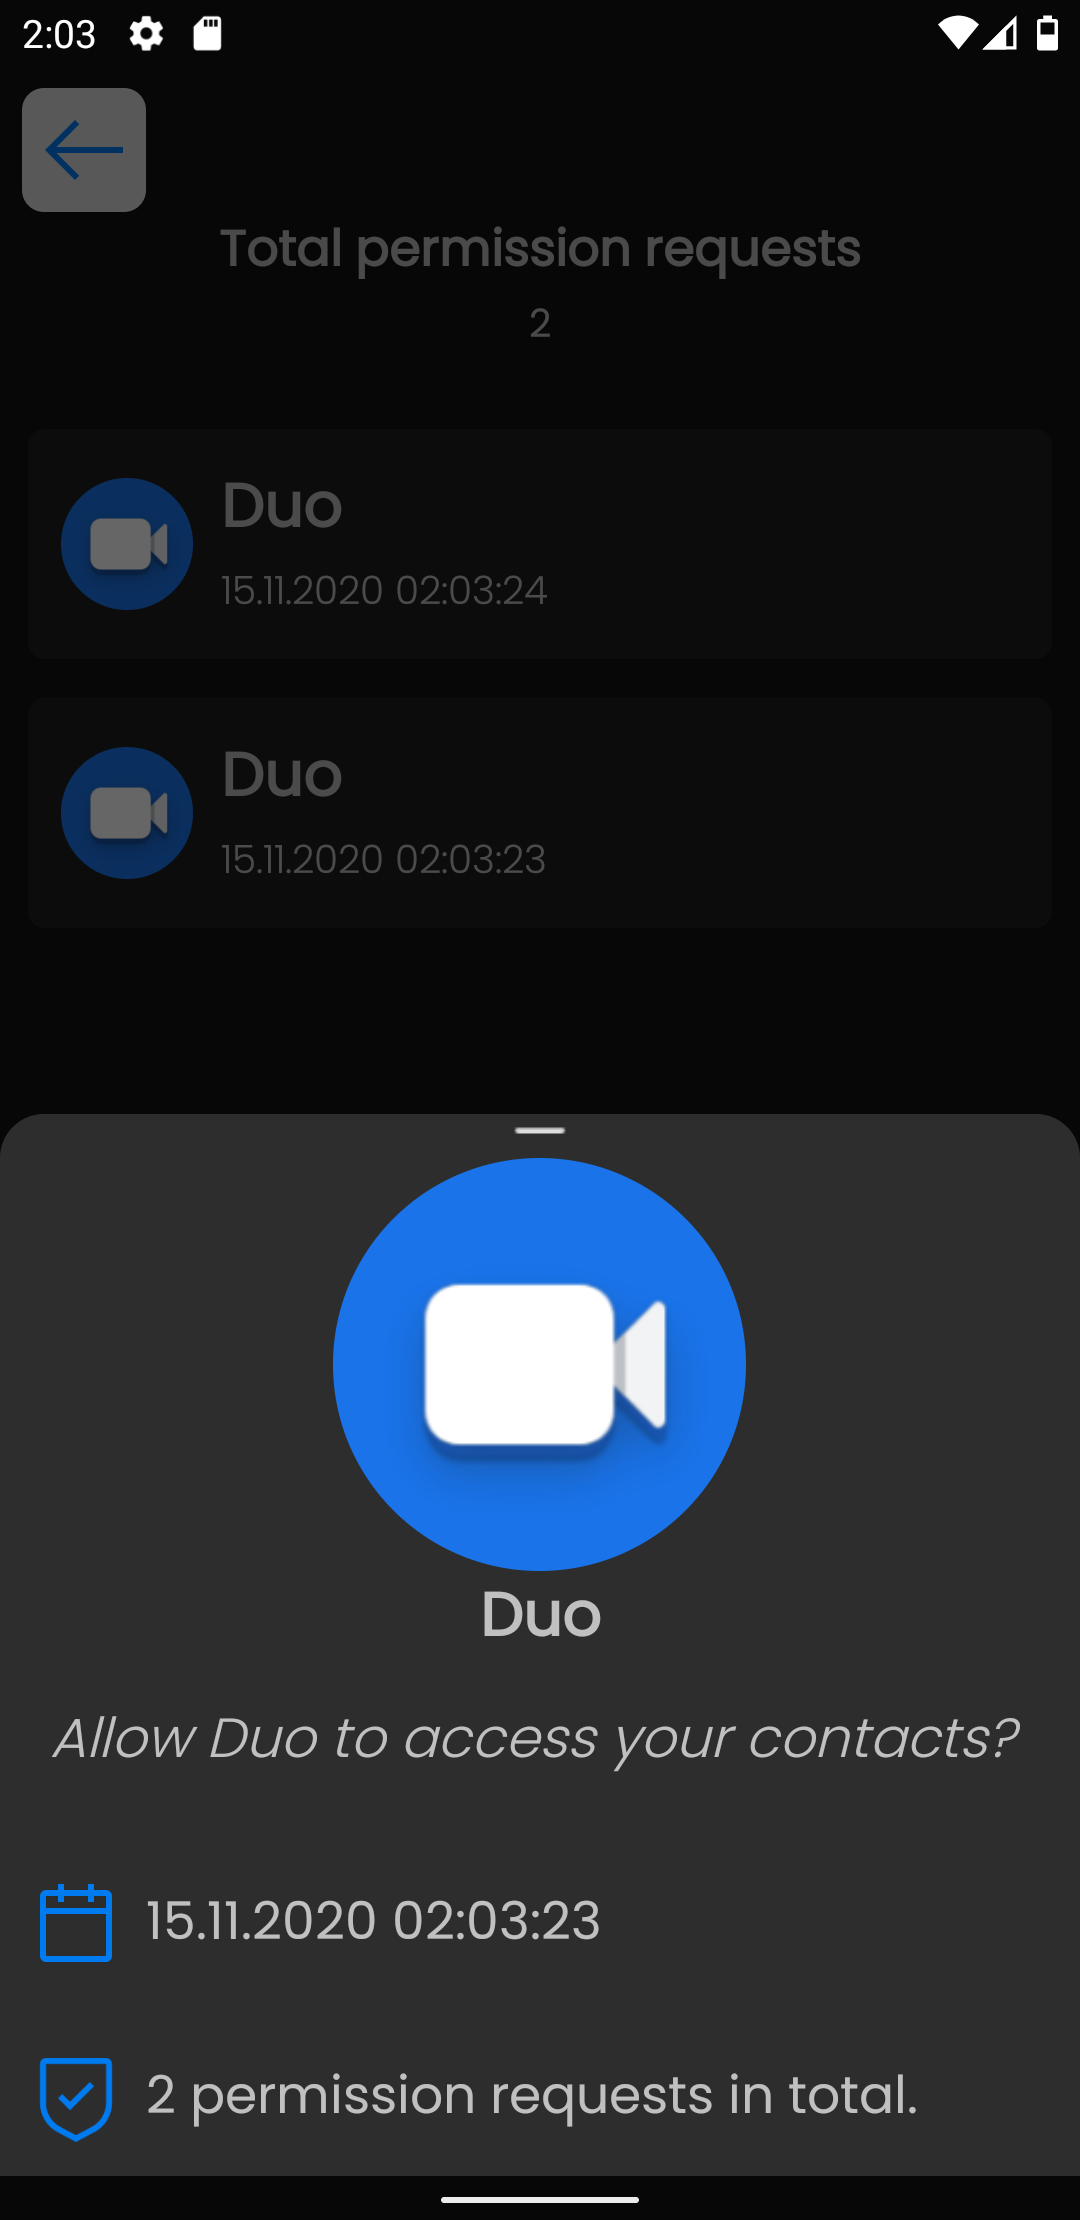 2:03
Total permission requests
2
Duo
15.11.2020 02:03:24
Duo
15.11.2020 02:03:23
Duo
Allow Duo to access your contacts?
15.11.2020 02:03:23
2 permission requests in total.